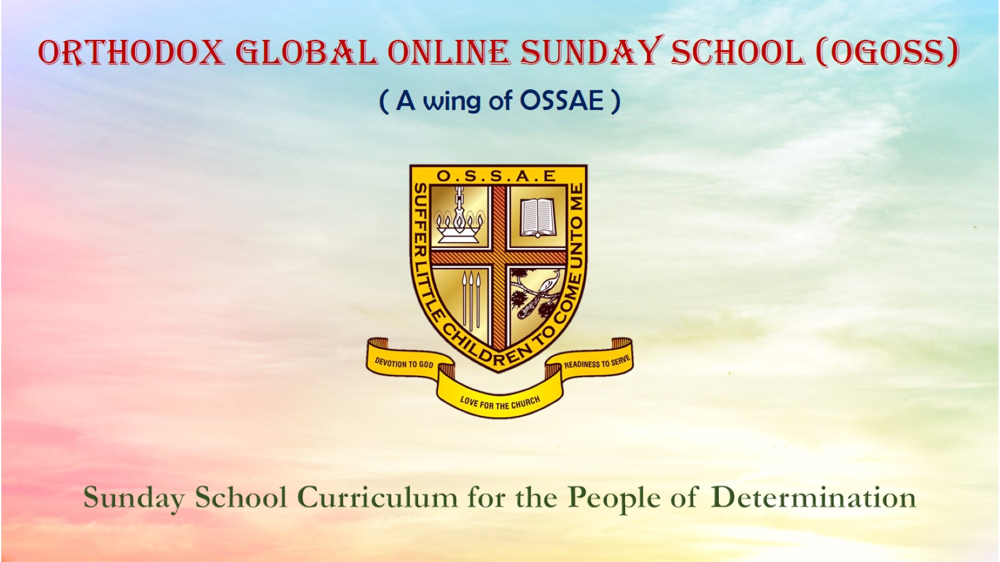 ORTHODOX GLOBAL ONLINE SUNDAY SCHOOL (OGOSS)
( A wing of OSSAE )
O.S.S.A.E
SUFFER LITTLE CHILDREN TO COME UNTO ME
DEVOTION TO GOD
LOVE FOR THE CHURCH
READINESS TO SERVE
Sunday School Curriculum for the People of Determination